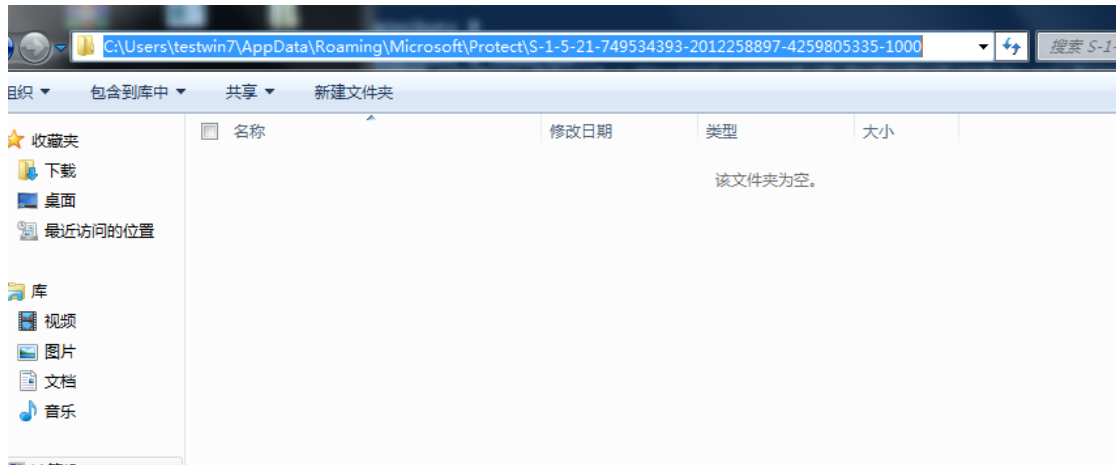 C:\Users\testwin7\AppData\Roaming\Microsoft\Protect\S-1-5-21-749534393-2012258897-4259805335-1000
搜索 S-1-
组织 包含到库中 共享 新建文件夹
名称 修改日期 类型 大小
该文件夹为空。
收藏夹
下载
桌面
最近访问的位置
库
视频
图片
文档
音乐